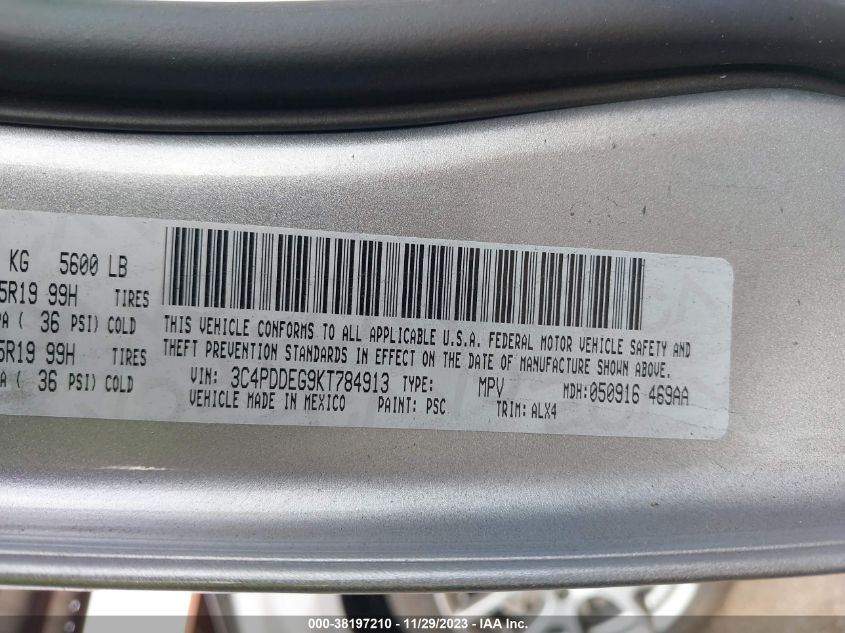 KG 5600 LB
5R19 99H TIRES
PA ( 36 PSI) COLD
5R19 99H TIRES
A ( 36 PSI) COLD
THIS VEHICLE CONFORMS TO ALL APPLICABLE U.S.A. FEDERAL MOTOR VEHICLE SAFETY AND
THEFT PREVENTION STANDARDS IN EFFECT ON THE DATE OF MANUFACTURE SHOWN ABOVE.
VIN: 3C4PDDEG9KT784913 TYPE: MPV MDH:050916 469AA
VEHICLE MADE IN MEXICO PAINT: PSC TRIM:ALX4
000-38197210 - 11/29/2023 - IAA Inc.